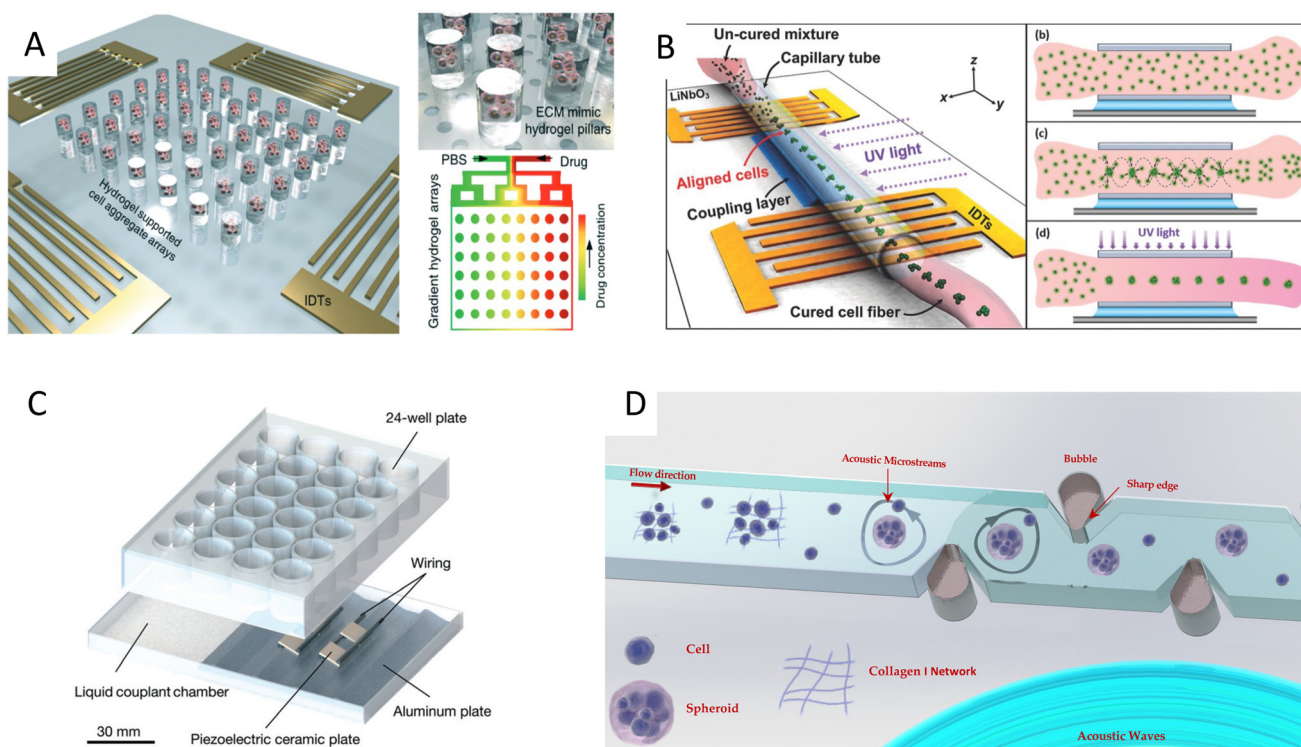 A
Hydrogel supported
cell aggregate arrays
IDTs
ECM mimic
hydrogel pillars
PBS
Drug
Gradient hydrogel arrays
Drug concentration
B
Un-cured mixture
Capillary tube
LiNbO3
z
x
y
UV light
Aligned cells
Coupling layer
IDTs
Cured cell fiber
(b)
(c)
(d)
UV light
C
24-well plate
Wiring
Liquid couplant chamber
Aluminum plate
Piezoelectric ceramic plate
30 mm
D
Flow direction
Acoustic Microstreams
Bubble
Sharp edge
Cell
Spheroid
Collagen I Network
Acoustic Waves